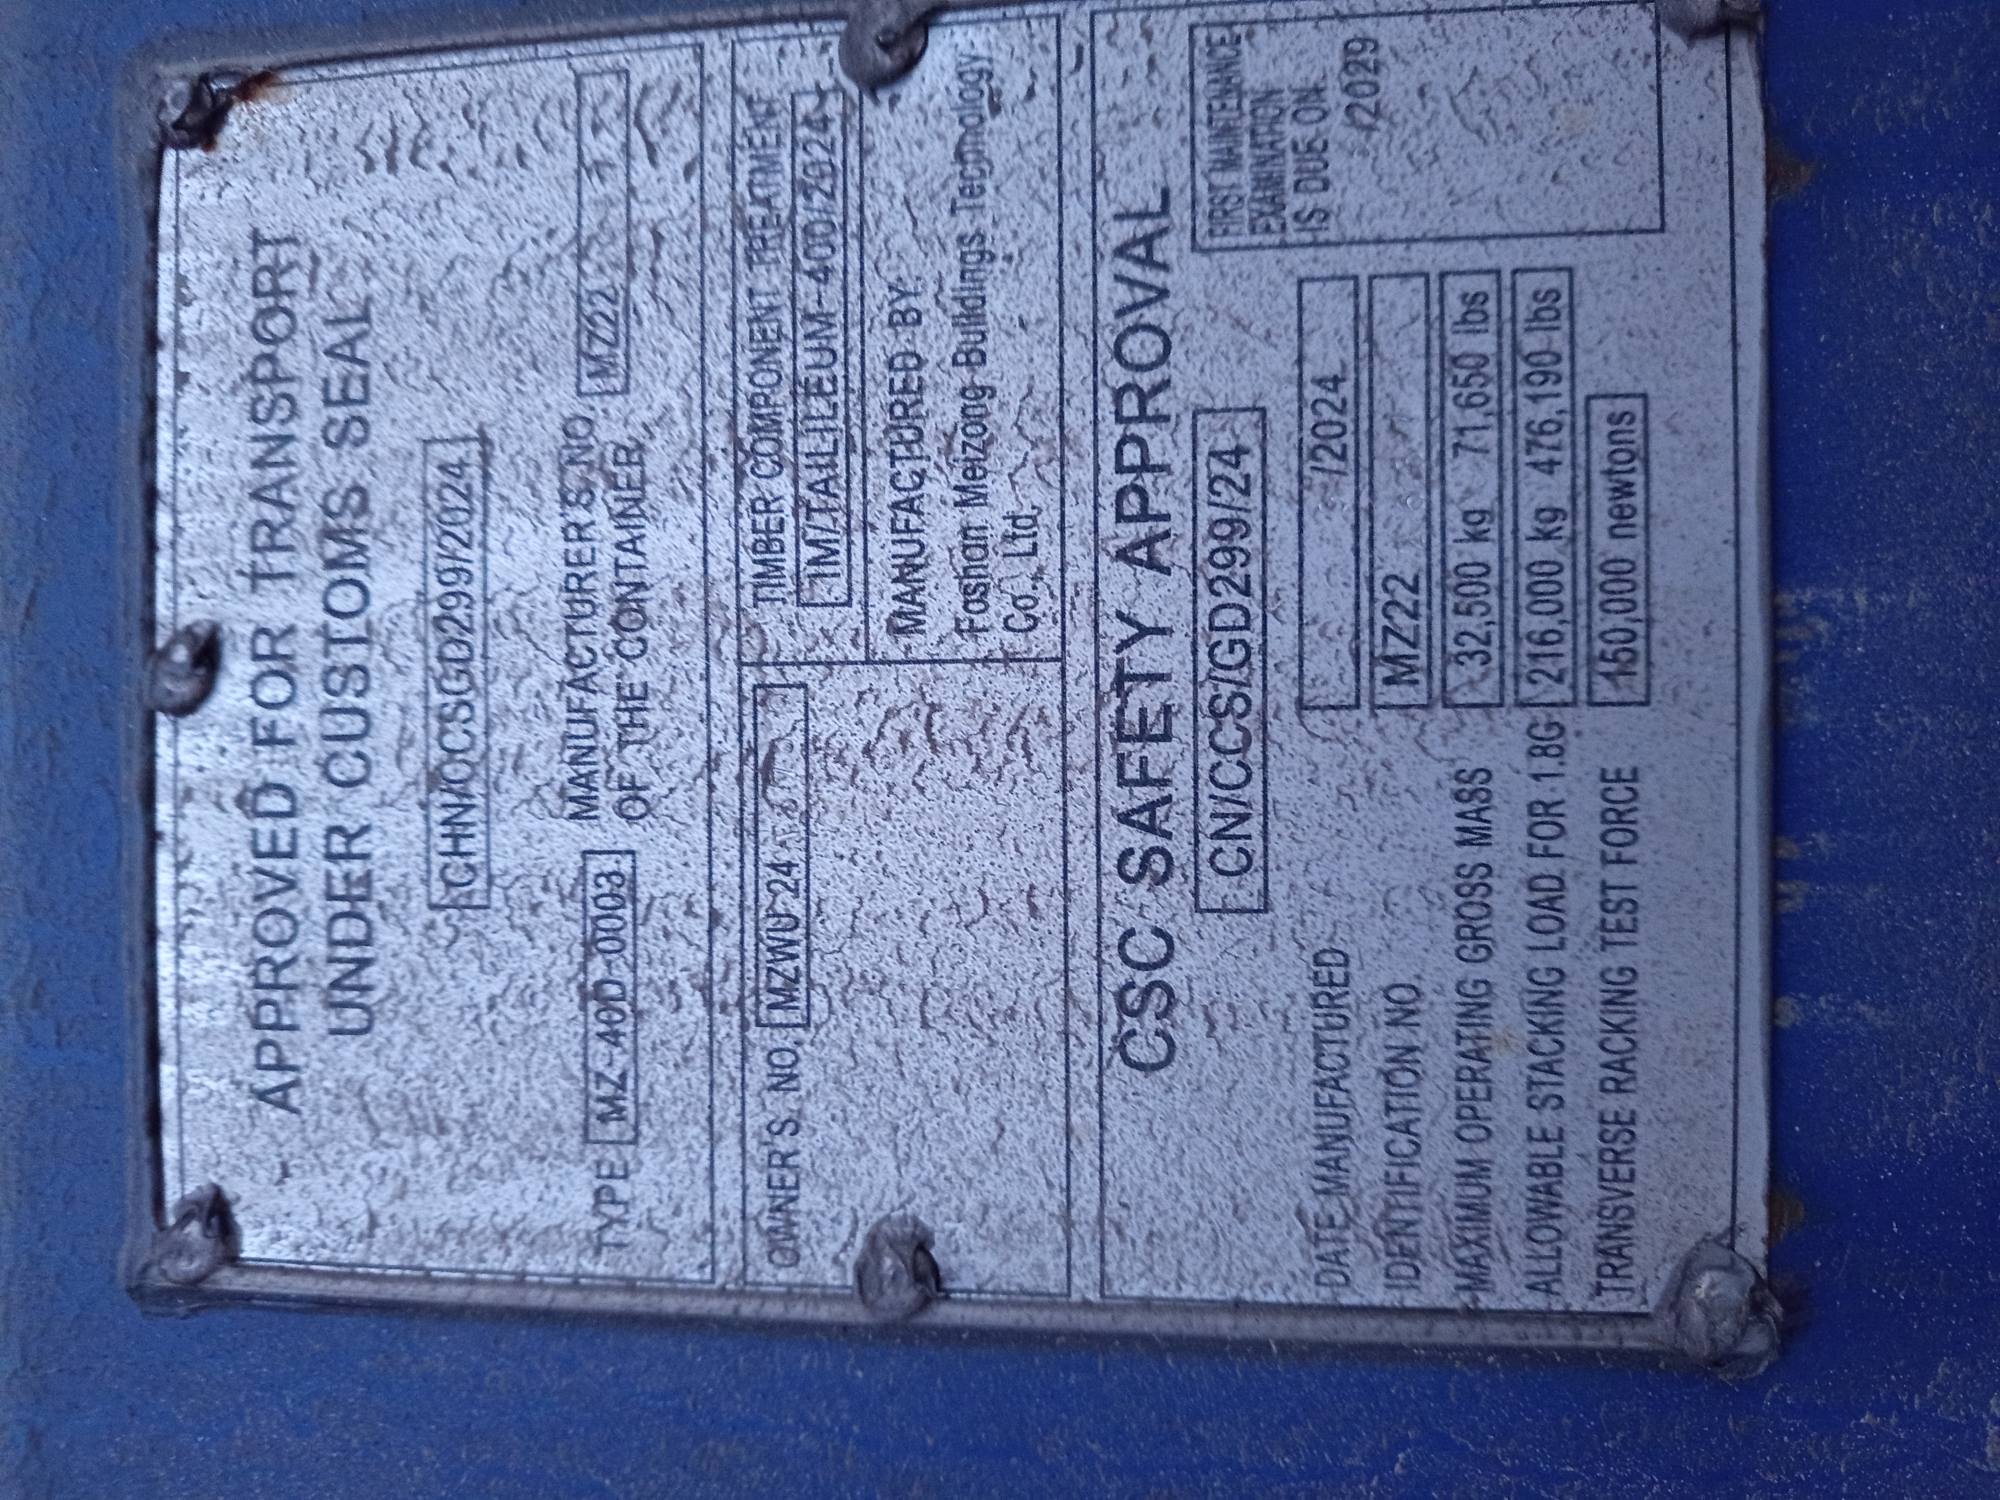 APPROVED FOR TRANSPORT
UNDER CUSTOMS SEAL
CHN/QCSGD299/2024
TYPE MZ-40D-0003 MANUFACTURER'S NO. OF THE CONTAINER MZ22
OWNER'S NO. MZWU 24
TIMBER COMPONENT TREATMENT
IM/TAILILEUM-400/2024
MANUFACTURED BY:
Foshan Meizong Buildings Technology
Co., Ltd.
CSC SAFETY APPROVAL
CN/CCS/GD299/24
DATE MANUFACTURED /2024
IDENTIFICATION NO. MZ22
MAXIMUM OPERATING GROSS MASS 32,500 kg 71,650 lbs
ALLOWABLE STACKING LOAD FOR 1.8G 216,000 kg 476,190 lbs
TRANSVERSE RACKING TEST FORCE 150,000 newtons
FIRST MAINTENANCE
EXAMINATION
IS DUE ON:
/2029